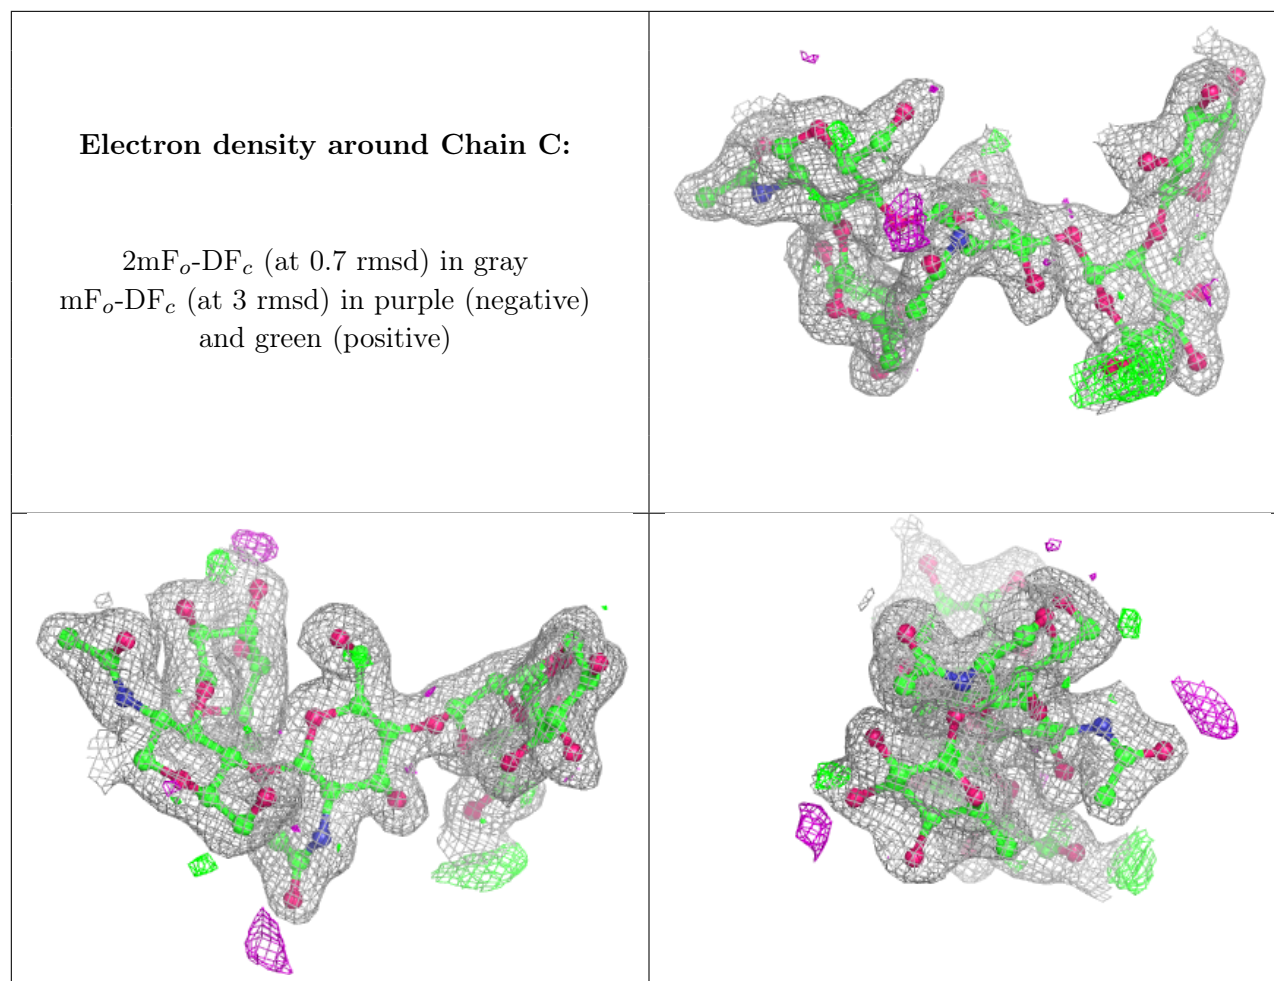 Electron density around Chain C:
2mFₒ-DF𝒸 (at 0.7 rmsd) in gray
mFₒ-DF𝒸 (at 3 rmsd) in purple (negative)
and green (positive)